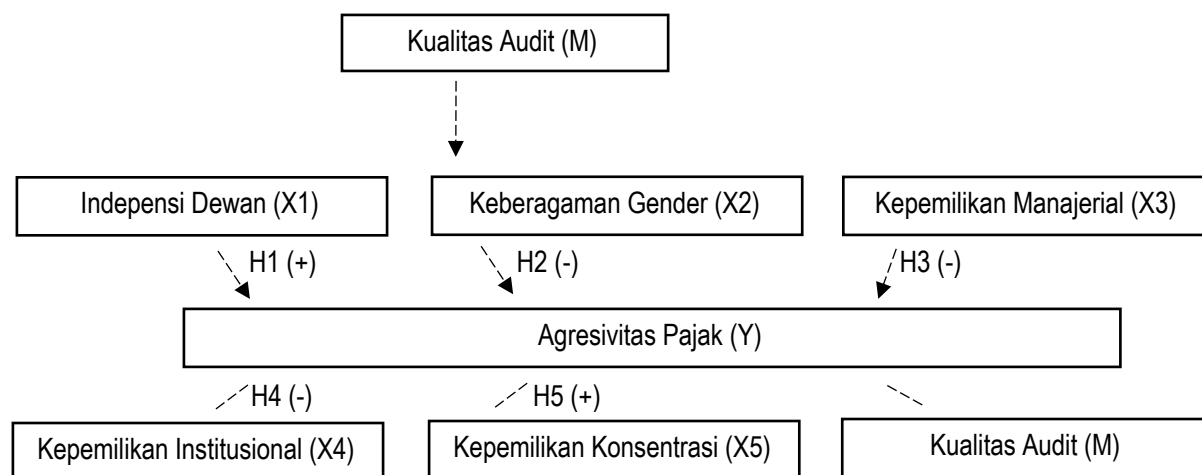 Kualitas Audit (M)
Indepensi Dewan (X1)
Keberagaman Gender (X2)
Kepemilikan Manajerial (X3)
H1 (+)
H2 (-)
H3 (-)
Agresivitas Pajak (Y)
H4 (-)
H5 (+)
Kepemilikan Institusional (X4)
Kepemilikan Konsentrasi (X5)
Kualitas Audit (M)